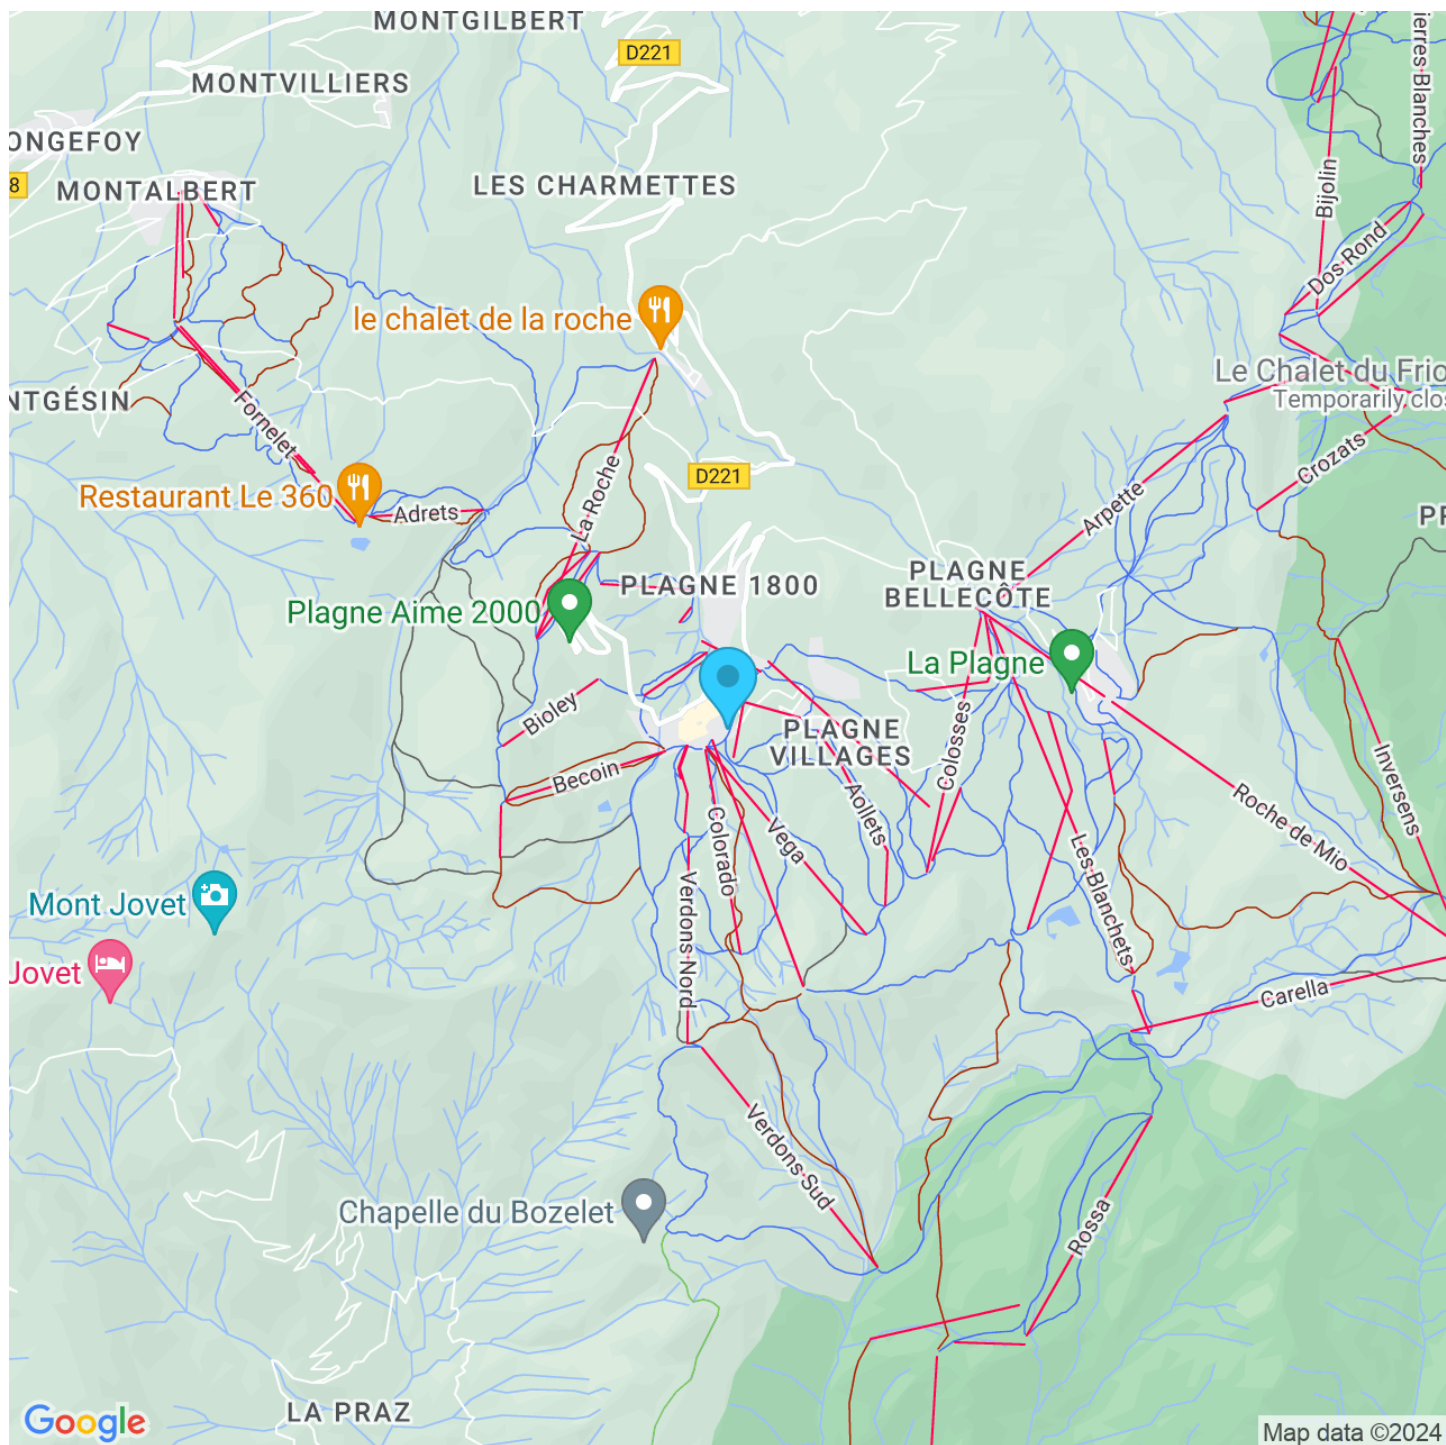 MONTGILBERT
D221
MONTVILLIERS
ONGEFOY
8
MONTALBERT
LES CHARMETTES
ierres Blanches
Bijolin
Dos Rond
le chalet de la roche
Le Chalet du Frio
Temporarily clos
NTGÉSIN
Fornelet
Crozats
La Roche
D221
Restaurant Le 360
Adrets
Arpette
PF
PLAGNE 1800
PLAGNE
BELLECÔTE
Plagne Aime 2000
La Plagne
Bioley
PLAGNE
VILLAGES
Colosses
Becoin
Inversens
Aollets
Roche de Mio
Colorado
Vega
Les Blanchets
Verdons Nord
Mont Jovet
Jovet
Carella
Verdons Sud
Chapelle du Bozelet
Rossa
LA PRAZ
Google
Map data ©2024